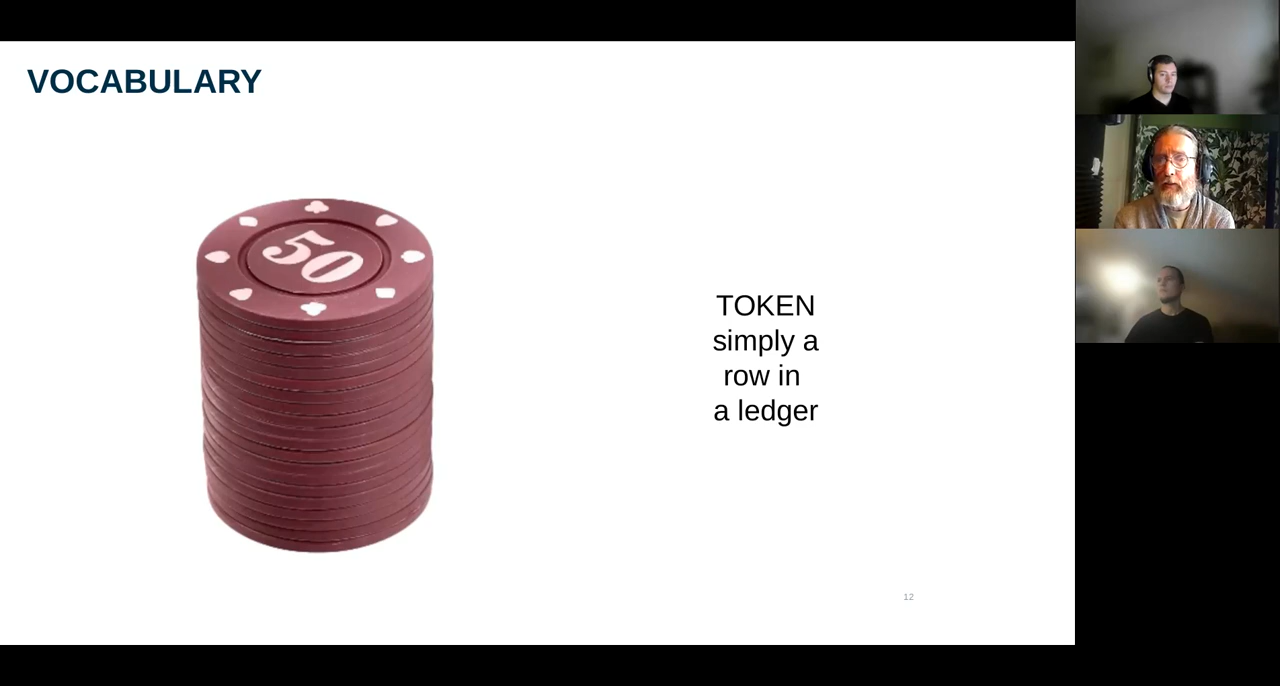 VOCABULARY
50
TOKEN
simply a
row in
a ledger
12